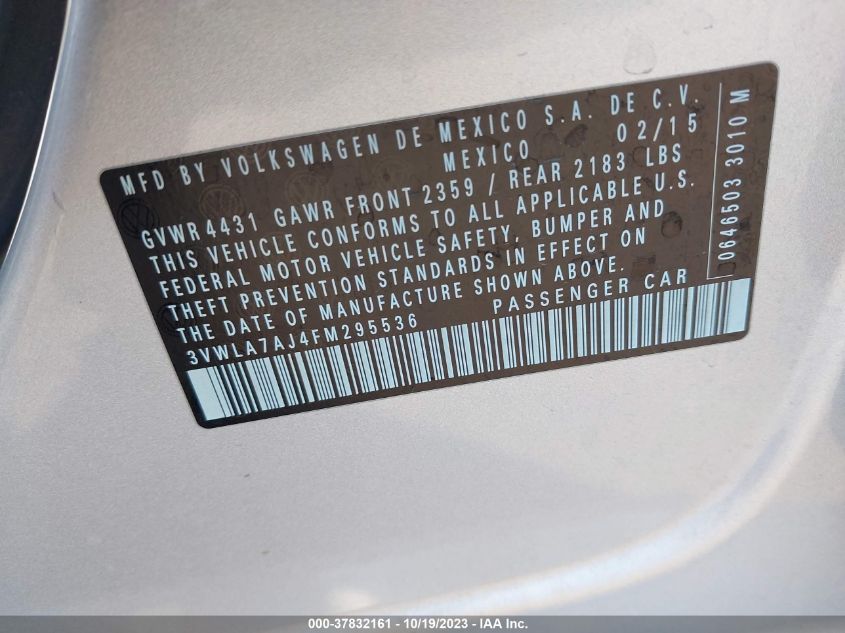 MFD BY VOLKSWAGEN DE MEXICO S.A. DE C.V.
MEXICO 02/15
GVWR 4431 GAWR FRONT 2359 / REAR 2183 LBS
THIS VEHICLE CONFORMS TO ALL APPLICABLE U.S.
FEDERAL MOTOR VEHICLE SAFETY, BUMPER AND
THEFT PREVENTION STANDARDS IN EFFECT ON
THE DATE OF MANUFACTURE SHOWN ABOVE.
3VWLA7AJ4FM295536 PASSENGER CAR
0646503 3010 M
000-37832161 - 10/19/2023 - IAA Inc.